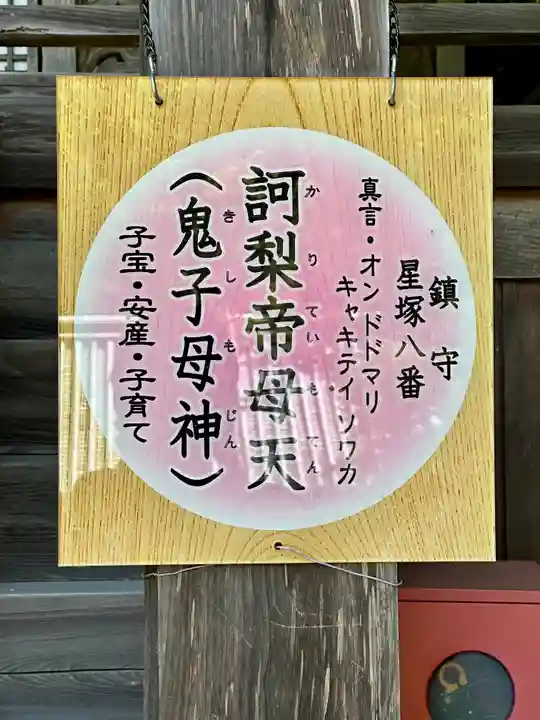 鎮守
星塚八番
真言・オンドドマリ
キャキテイソワカ
訶梨帝母天
かりていもてん
(鬼子母神)
きしもじん
子宝・安産・子育て